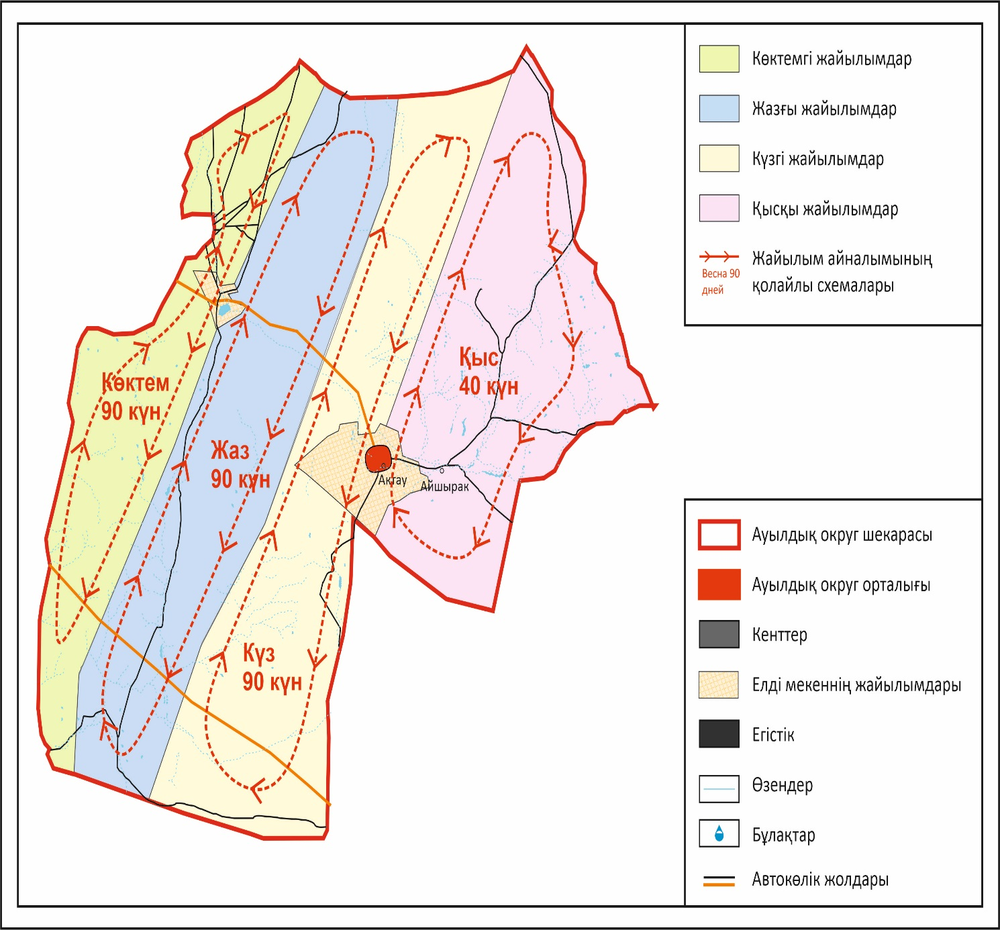 Көктемгі жайылымдар
Жазғы жайылымдар
Күзгі жайылымдар
Қысқы жайылымдар
Жайылым айналымының
қолайлы схемалары
Весна 90
дней
Қыс
40 күн
Көктем
90 күн
Жаз
90 күн
Ақтау
Айшырақ
Күз
90 күн
Ауылдық округ шекарасы
Ауылдық округ орталығы
Кенттер
Елді мекеннің жайылымдары
Егістік
Өзендер
Бұлақтар
Автокөлік жолдары